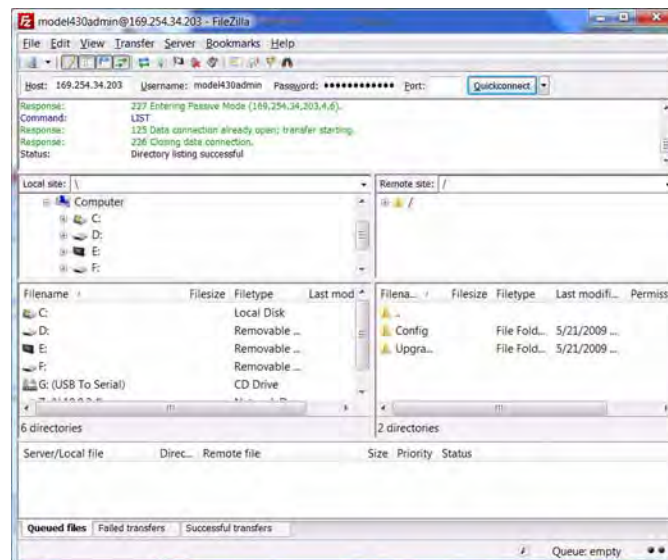 model430admin@169.254.34.203 - FileZilla
File Edit View Transfer Server Bookmarks Help
Host: 169.254.34.203 Username: model430admin Password: ●●●●●●●●●●●● Port: Quickconnect
Response: 227 Entering Passive Mode (169,254,34,203,4,6).
Command: LIST
Response: 125 Data connection already open; transfer starting.
Response: 226 Closing data connection.
Status: Directory listing successful
Local site: \ Remote site: /
Computer /
C:
D:
E:
F:
Filename / Filesize Filetype Last mod Filena... / Filesize Filetype Last modifi... Permiss
C: Local Disk ..
D: Removable ... Config File Fold... 5/21/2009 ...
E: Removable ... Upgra... File Fold... 5/21/2009 ...
F: Removable ...
G: (USB To Serial) CD Drive
6 directories 2 directories
Server/Local file Direc... Remote file Size Priority Status
Queued files Failed transfers Successful transfers
Queue: empty